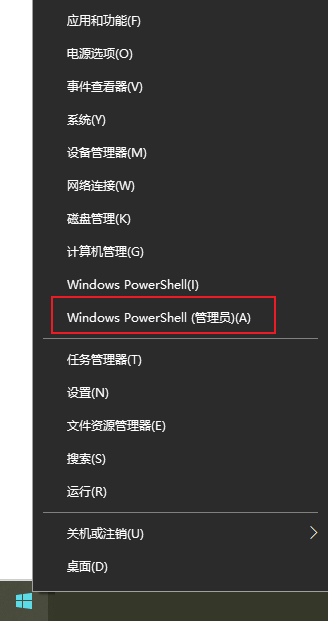 应用和功能(F)
电源选项(O)
事件查看器(V)
系统(Y)
设备管理器(M)
网络连接(W)
磁盘管理(K)
计算机管理(G)
Windows PowerShell(I)
Windows PowerShell (管理员)(A)
任务管理器(T)
设置(N)
文件资源管理器(E)
搜索(S)
运行(R)
关机或注销(U)
桌面(D)